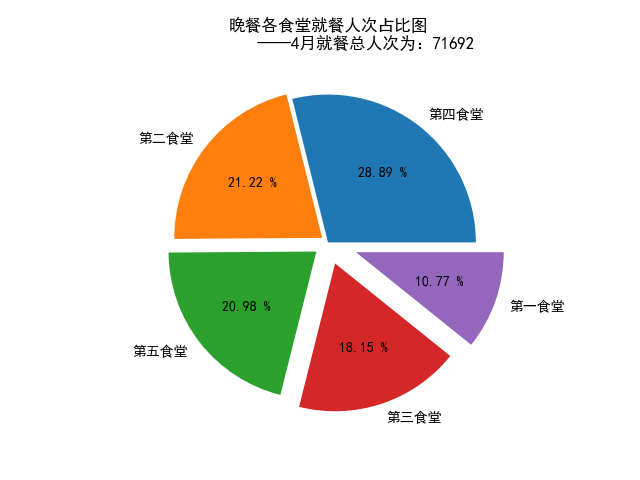 晚餐各食堂就餐人次占比图
———4月就餐总人次为：71692
第四食堂
28.89 %
第二食堂
21.22 %
第五食堂
20.98 %
第三食堂
18.15 %
第一食堂
10.77 %